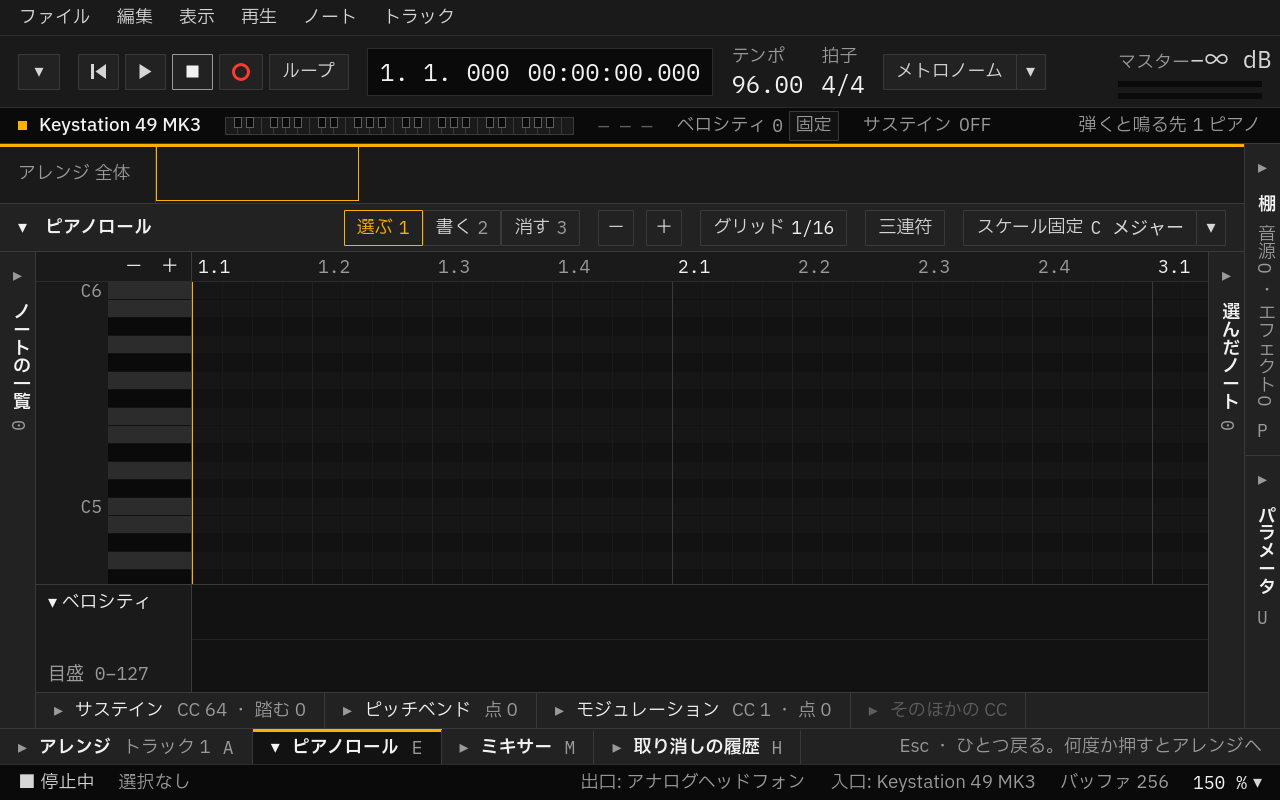 ファイル 編集 表示 再生 ノート トラック
▼ ループ 1. 1. 000 00:00:00.000 テンポ 96.00 拍子 4/4 メトロノーム ▼ マスター −∞ dB
Keystation 49 MK3 – – – ベロシティ 0 固定 サステイン OFF 弾くと鳴る先 1 ピアノ
アレンジ 全体
▼ ピアノロール 選ぶ 1 書く 2 消す 3 − + グリッド 1/16 三連符 スケール固定 C メジャー ▼
− + 1.1 1.2 1.3 1.4 2.1 2.2 2.3 2.4 3.1
▶ ノートの一覧 0
C6
C5
▶ 選んだノート 0
▶ 棚 音源 0 · エフェクト 0 P
▶ パラメータ U
▼ ベロシティ
目盛 0–127
▶ サステイン CC 64 · 踏む 0 ▶ ピッチベンド 点 0 ▶ モジュレーション CC 1 · 点 0 ▶ そのほかの CC
▶ アレンジ トラック 1 A ▼ ピアノロール E ▶ ミキサー M ▶ 取り消しの履歴 H Esc · ひとつ戻る。何度か押すとアレンジへ
■ 停止中 選択なし 出口: アナログヘッドフォン 入口: Keystation 49 MK3 バッファ 256 150 % ▼